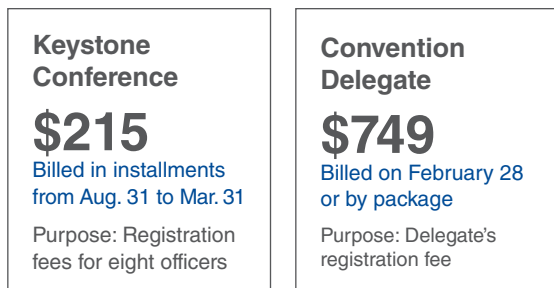 Keystone
Conference
$215
Billed in installments
from Aug. 31 to Mar. 31
Purpose: Registration
fees for eight officers
Convention
Delegate
$749
Billed on February 28
or by package
Purpose: Delegate's
registration fee